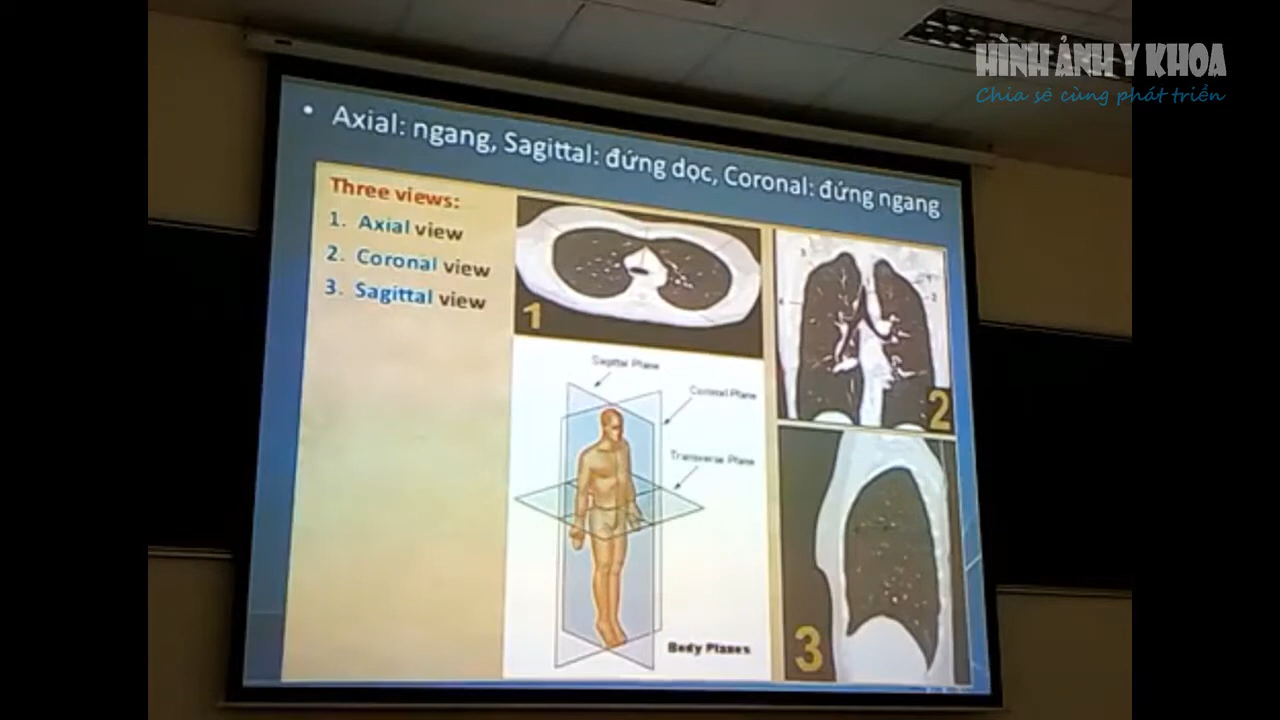 HÌNH ẢNH Y KHOA
Chia sẻ cùng phát triển
• Axial: ngang, Sagittal: đứng dọc, Coronal: đứng ngang
Three views:
1. Axial view
2. Coronal view
3. Sagittal view
1
2
3
Sagittal Plane
Coronal Plane
Transverse Plane
Body Planes